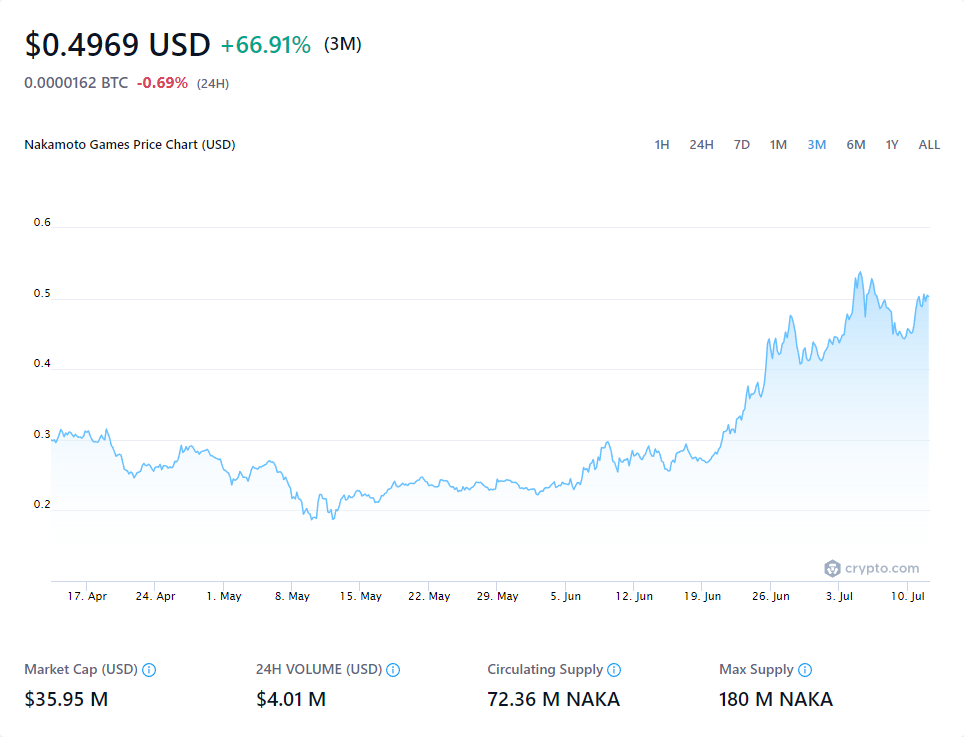 $0.4969 USD +66.91% (3M)
0.0000162 BTC -0.69% (24H)
Nakamoto Games Price Chart (USD) 1H 24H 7D 1M 3M 6M 1Y ALL
0.6
0.5
0.4
0.3
0.2
crypto.com
17. Apr 24. Apr 1. May 8. May 15. May 22. May 29. May 5. Jun 12. Jun 19. Jun 26. Jun 3. Jul 10. Jul
Market Cap (USD) 24H VOLUME (USD) Circulating Supply Max Supply
$35.95 M $4.01 M 72.36 M NAKA 180 M NAKA